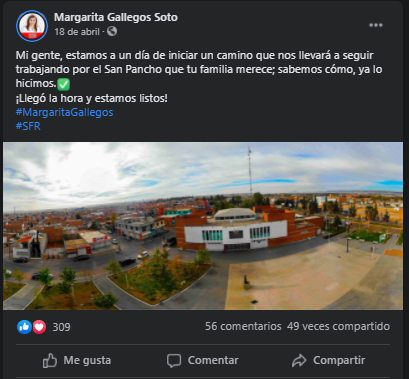 Margarita Gallegos Soto
18 de abril ·
Mi gente, estamos a un día de iniciar un camino que nos llevará a seguir
trabajando por el San Pancho que tu familia merece; sabemos cómo, ya lo
hicimos.✅
¡Llegó la hora y estamos listos!
#MargaritaGallegos
#SFR
309
56 comentarios 49 veces compartido
Me gusta
Comentar
Compartir